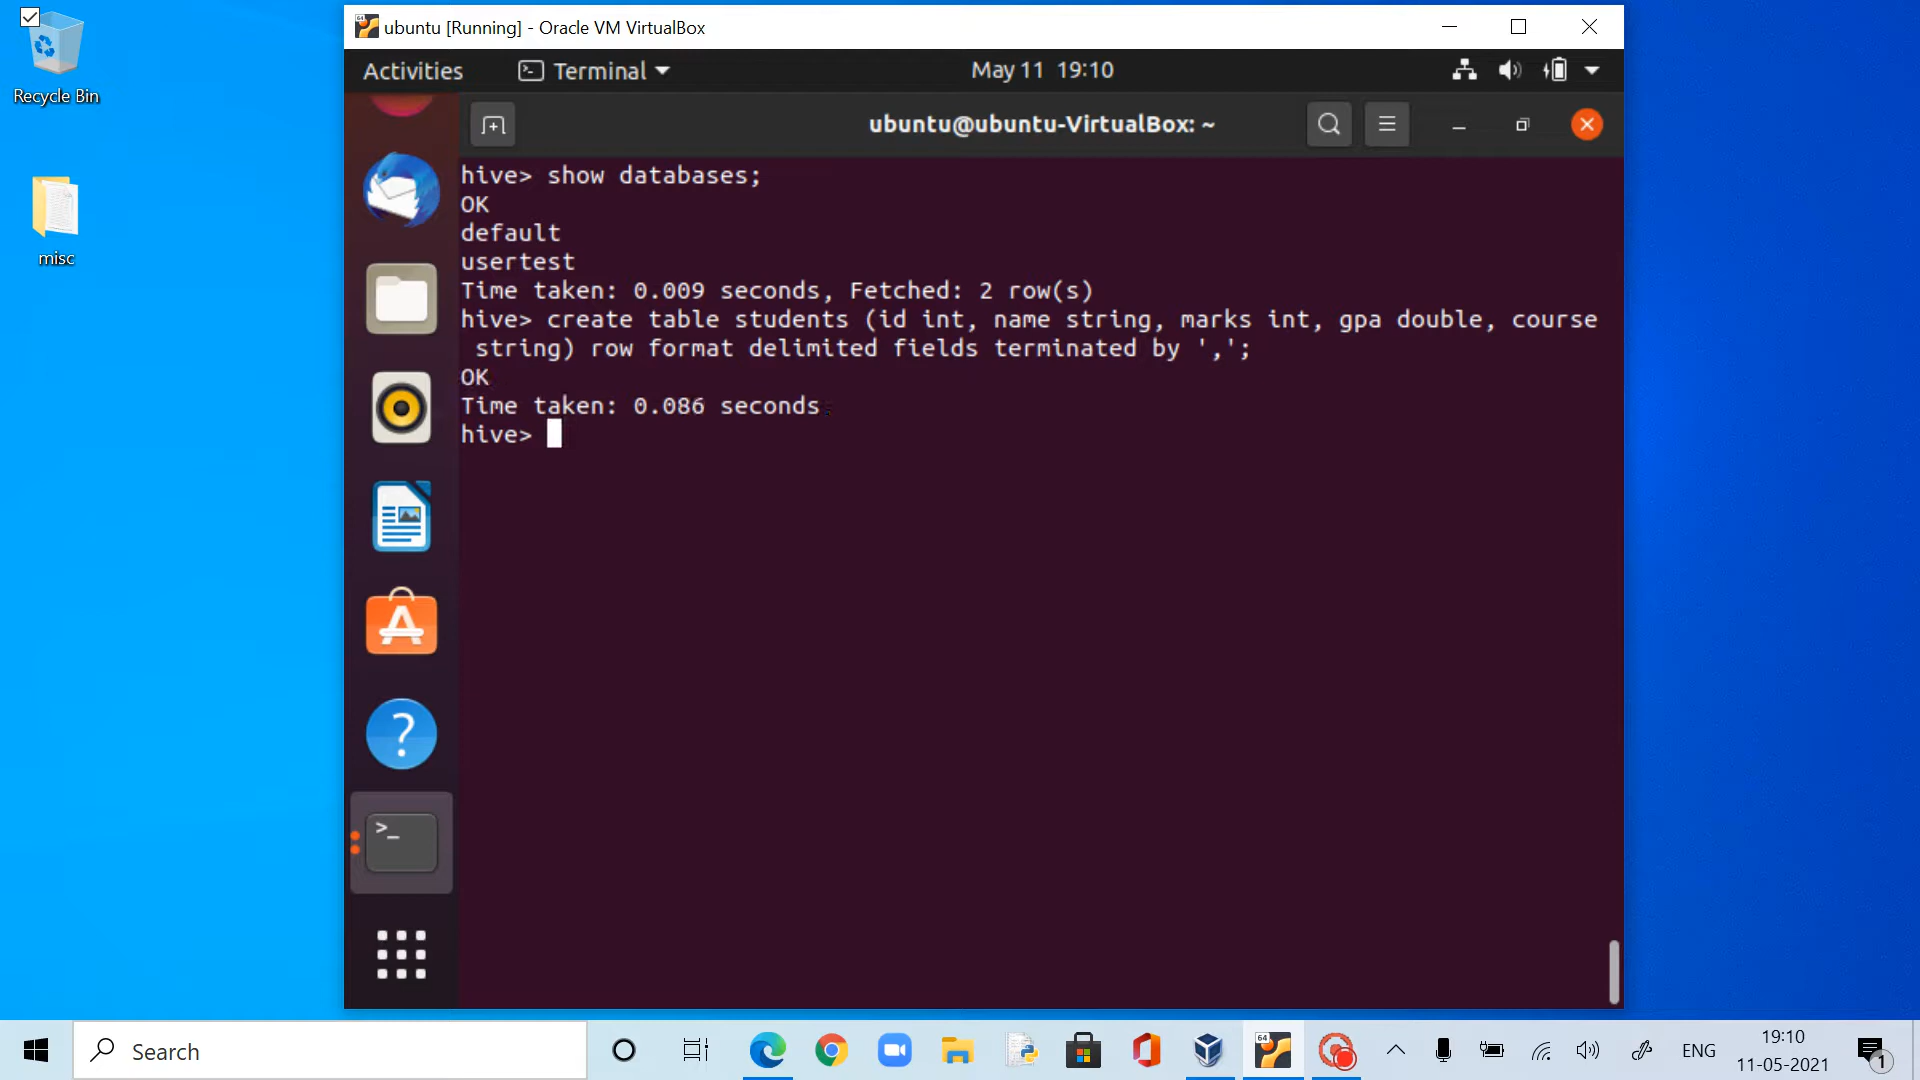 Recycle Bin
misc
ubuntu [Running] - Oracle VM VirtualBox
Activities
Terminal
May 11 19:10
ubuntu@ubuntu-VirtualBox: ~
hive> show databases;
OK
default
usertest
Time taken: 0.009 seconds, Fetched: 2 row(s)
hive> create table students (id int, name string, marks int, gpa double, course
string) row format delimited fields terminated by ',';
OK
Time taken: 0.086 seconds
hive>
Search
64
ENG
19:10
11-05-2021
1